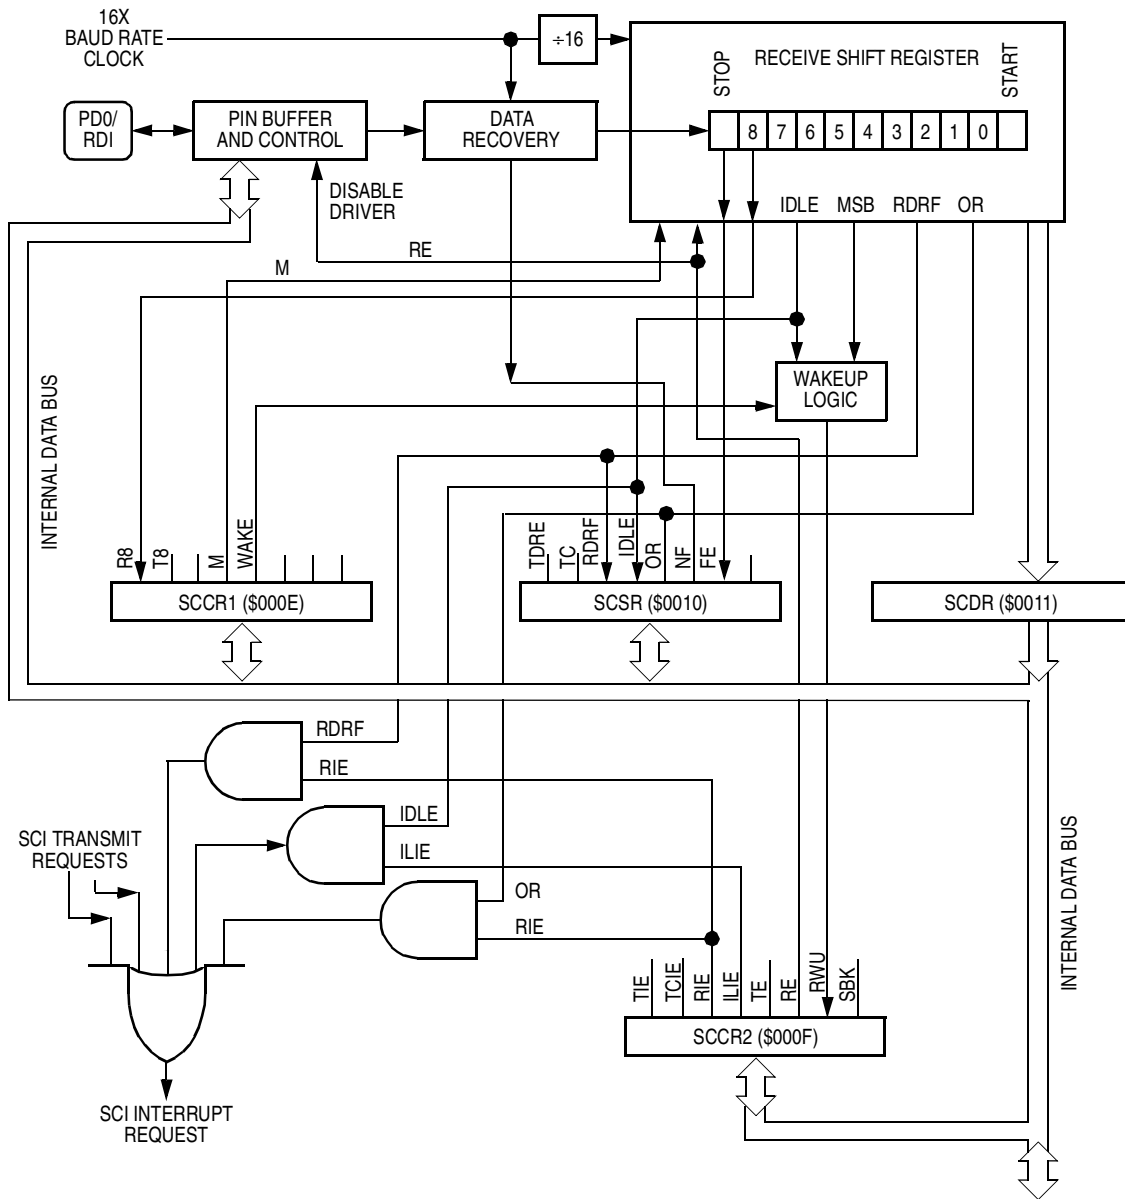 16X
BAUD RATE
CLOCK
÷16
RECEIVE SHIFT REGISTER
STOP
START
PD0/
RDI
PIN BUFFER
AND CONTROL
DATA
RECOVERY
8 7 6 5 4 3 2 1 0
DISABLE
DRIVER
IDLE MSB RDRF OR
RE
M
WAKEUP
LOGIC
INTERNAL DATA BUS
R8
T8
M
WAKE
TDRE
TC
RDRF
IDLE
OR
NF
FE
SCCR1 ($000E)
SCSR ($0010)
SCDR ($0011)
RDRF
RIE
IDLE
ILIE
SCI TRANSMIT
REQUESTS
OR
RIE
INTERNAL DATA BUS
TIE
TCIE
RIE
ILIE
TE
RE
RWU
SBK
SCCR2 ($000F)
SCI INTERRUPT
REQUEST